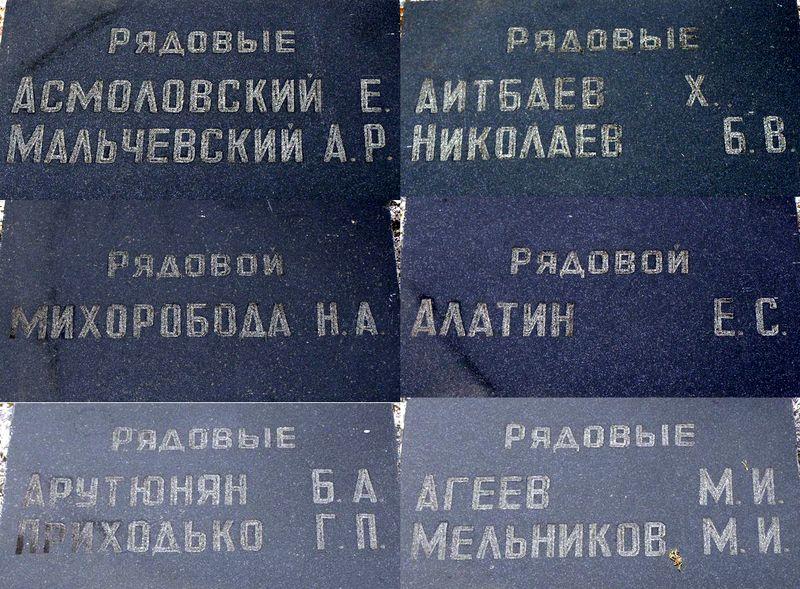 Рядовые
Асмоловский Е.
Мальчевский А.Р.
Рядовые
Аитбаев Х.
Николаев Б.В.
Рядовой
Михоробода Н.А.
Рядовой
Алатин Е.С.
Рядовые
Арутюнян Б.А.
Приходько Г.П.
Рядовые
Агеев М.И.
Мельников М.И.